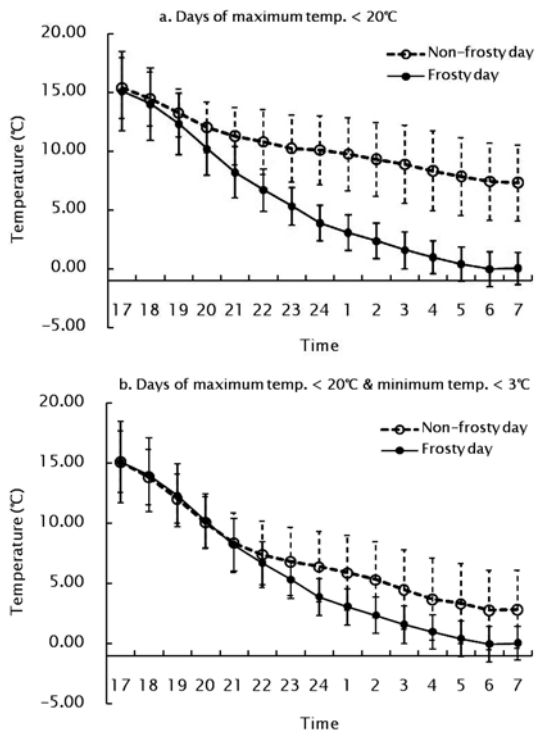 a. Days of maximum temp. < 20℃
20.00
15.00
10.00
5.00
0.00
−5.00
Temperature (℃)
Non-frosty day
Frosty day
17 18 19 20 21 22 23 24 1 2 3 4 5 6 7
Time
b. Days of maximum temp. < 20℃ & minimum temp. < 3℃
20.00
15.00
10.00
5.00
0.00
−5.00
Temperature (℃)
Non-frosty day
Frosty day
17 18 19 20 21 22 23 24 1 2 3 4 5 6 7
Time